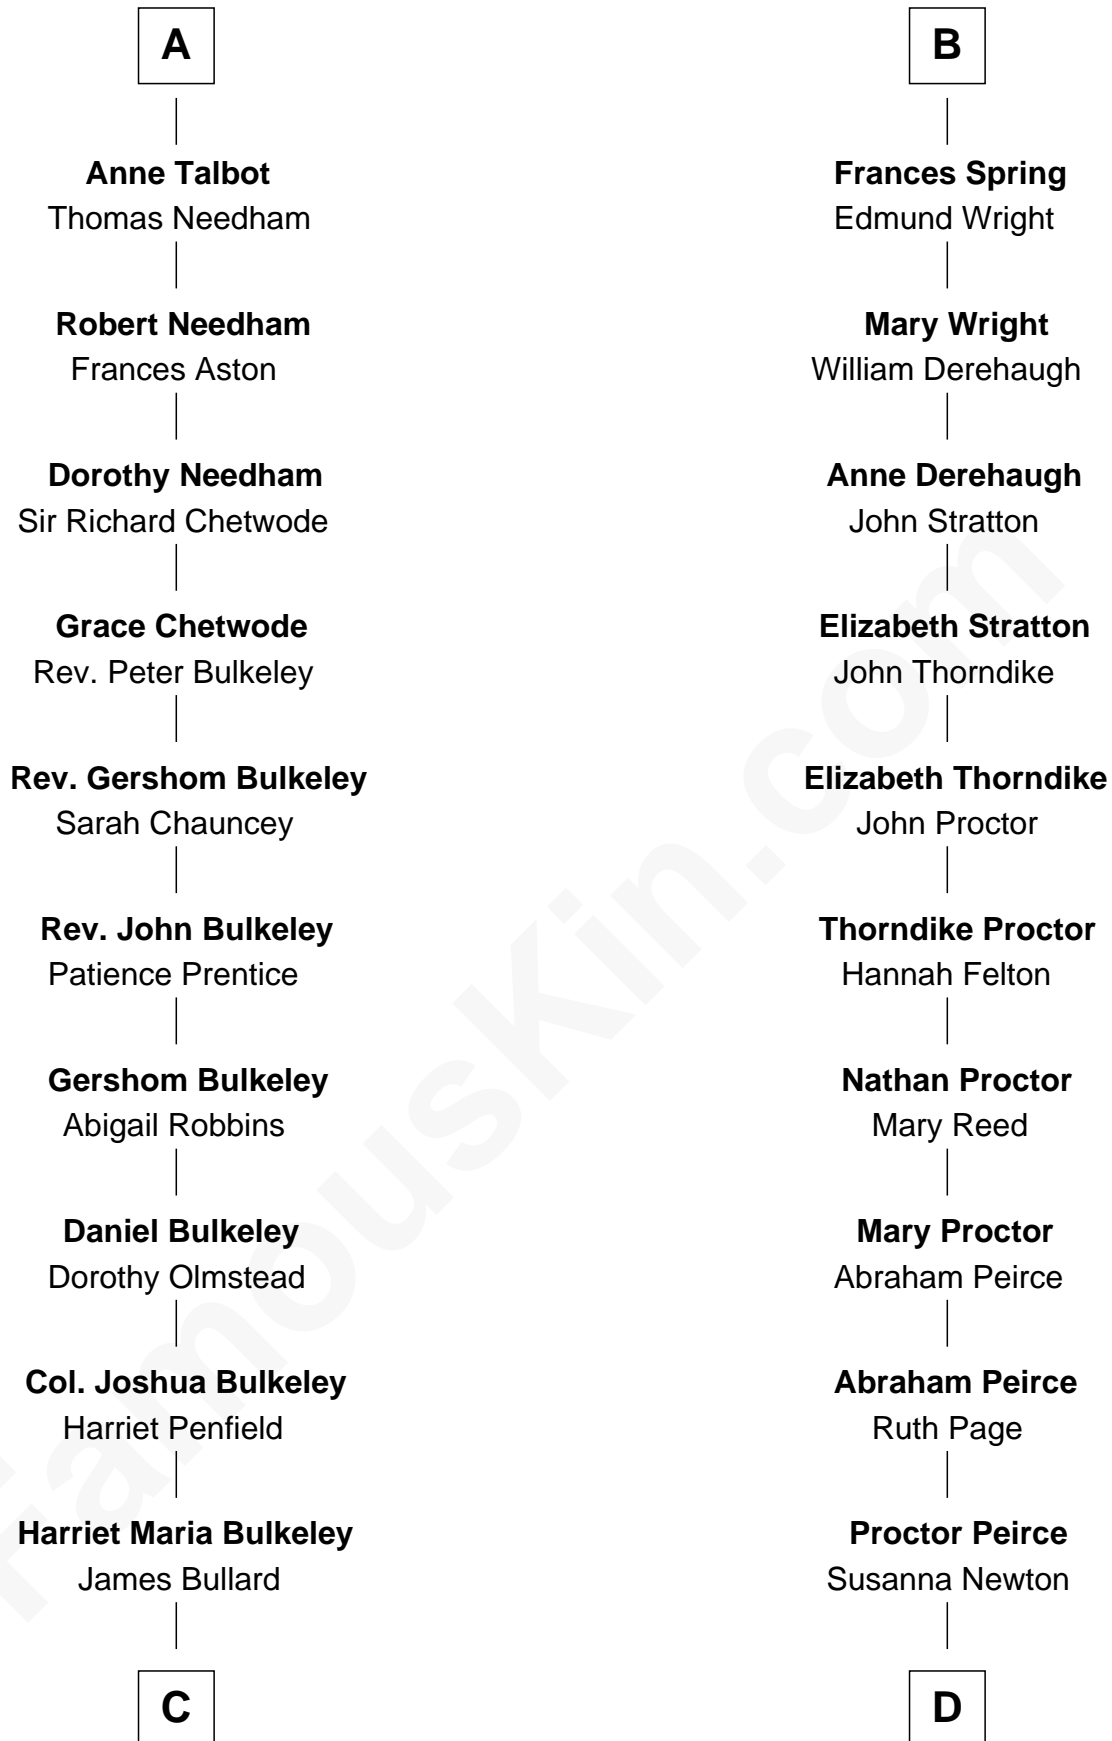 A
Anne Talbot
Thomas Needham
Robert Needham
Frances Aston
Dorothy Needham
Sir Richard Chetwode
Grace Chetwode
Rev. Peter Bulkeley
Rev. Gershom Bulkeley
Sarah Chauncey
Rev. John Bulkeley
Patience Prentice
Gershom Bulkeley
Abigail Robbins
Daniel Bulkeley
Dorothy Olmstead
Col. Joshua Bulkeley
Harriet Penfield
Harriet Maria Bulkeley
James Bullard
C
B
Frances Spring
Edmund Wright
Mary Wright
William Derehaugh
Anne Derehaugh
John Stratton
Elizabeth Stratton
John Thorndike
Elizabeth Thorndike
John Proctor
Thorndike Proctor
Hannah Felton
Nathan Proctor
Mary Reed
Mary Proctor
Abraham Peirce
Abraham Peirce
Ruth Page
Proctor Peirce
Susanna Newton
D
FamousKin.com